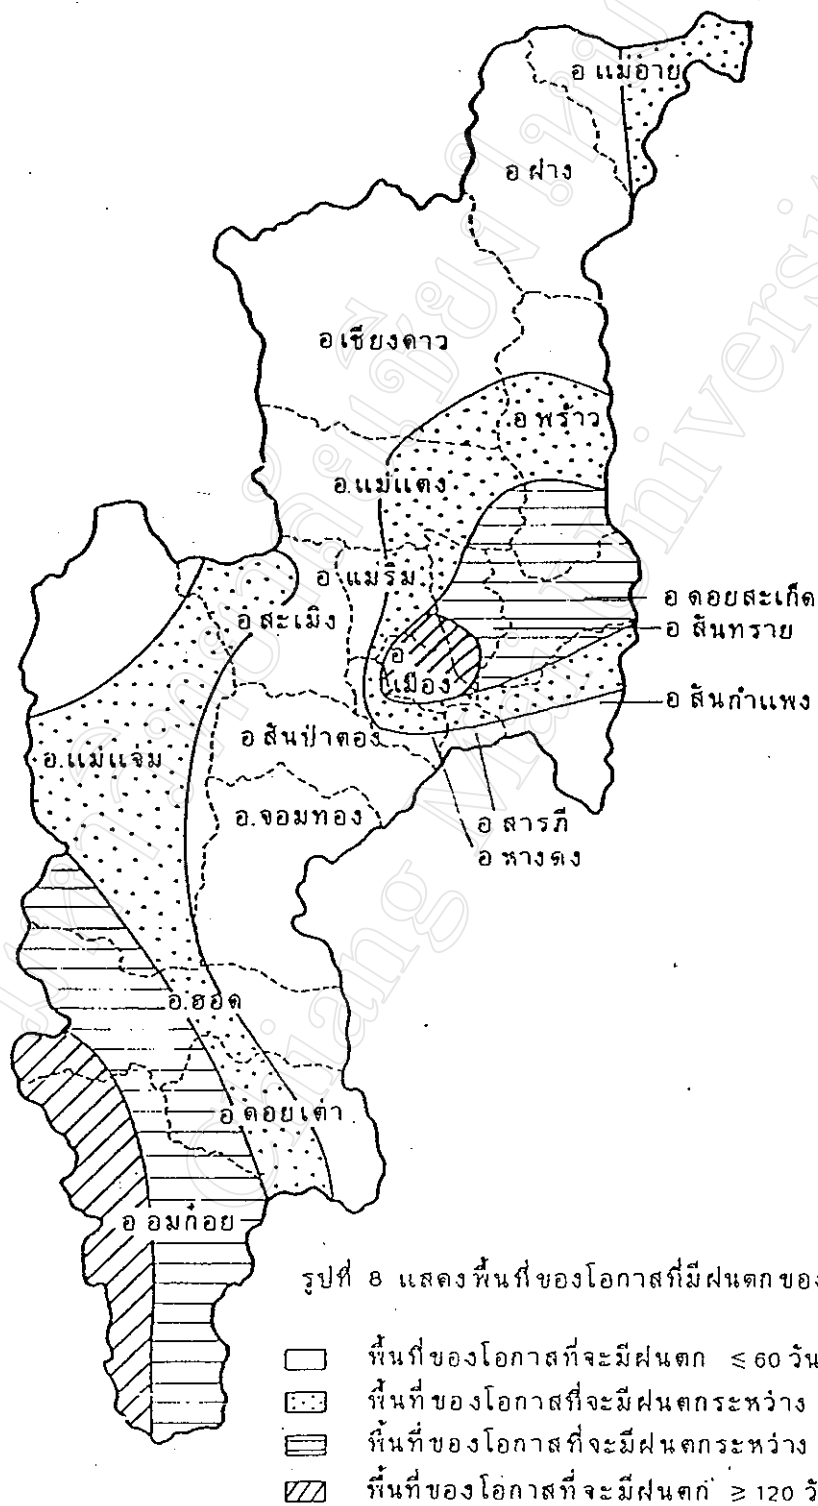 อ แม่อาย
อ ฝาง
อ เชียงดาว
อ พร้าว
อ.แม่แตง
อ แมริม
อ สะเมิง
อ ดอยสะเก็ด
อ สันทราย
อ เมือง
อ สันกำแพง
อ สันป่าตอง
อ.แม่แจ่ม
อ.จอมทอง
อ สารภี
อ หางดง
อ.ฮอด
อ ดอยเต่า
อ อมก๋อย
รูปที่ 8 แสดงพื้นที่ของโอกาสที่มีฝนตกของ
พื้นที่ของโอกาสที่จะมีฝนตก ≤ 60 วัน
พื้นที่ของโอกาสที่จะมีฝนตกระหว่าง
พื้นที่ของโอกาสที่จะมีฝนตกระหว่าง
พื้นที่ของโอกาสที่จะมีฝนตก ≥ 120 วั
Chiang Mai Universit